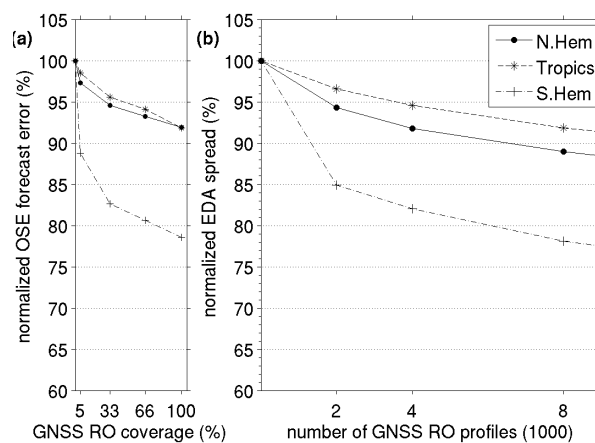 (a)
normalized OSE forecast error (%)
105
100
95
90
85
80
75
70
65
60
5 33 66 100
GNSS RO coverage (%)
(b)
normalized EDA spread (%)
105
100
95
90
85
80
75
70
65
60
2 4 8
number of GNSS RO profiles (1000)
N.Hem
Tropics
S.Hem